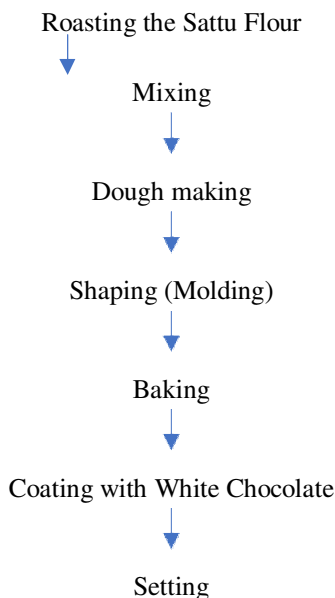 Roasting the Sattu Flour
Mixing
Dough making
Shaping (Molding)
Baking
Coating with White Chocolate
Setting